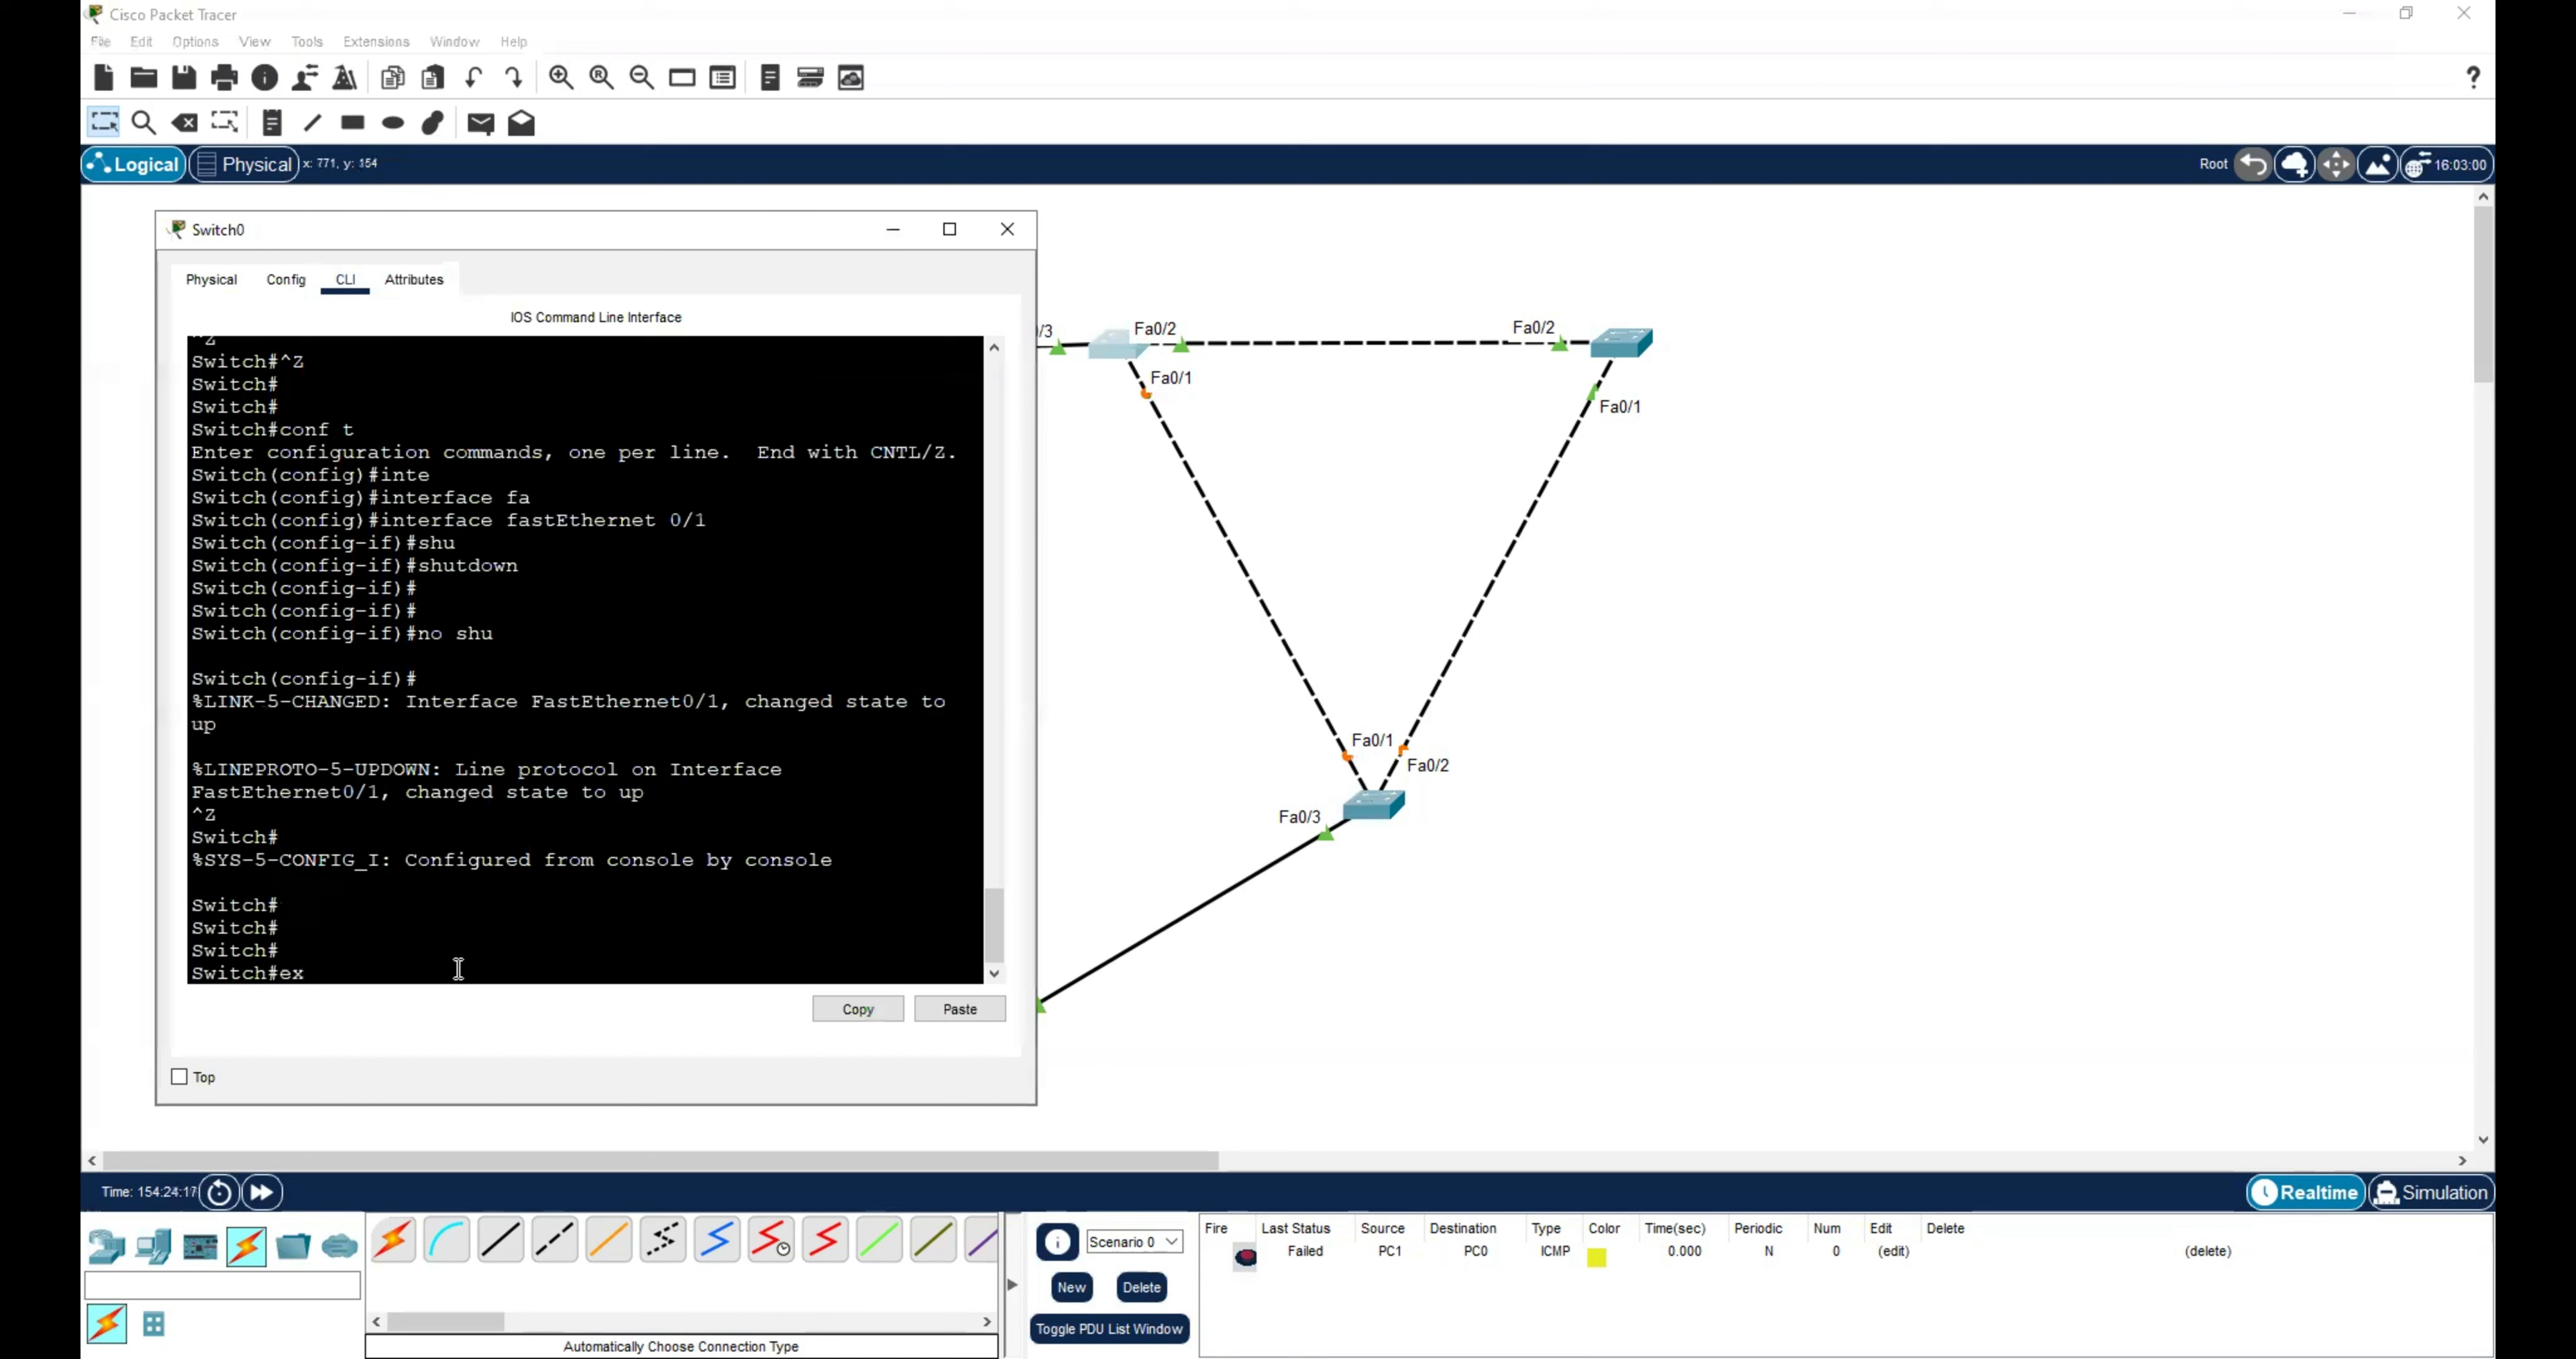 Cisco Packet Tracer
File Edit Options View Tools Extensions Window Help
Logical
Physical
x: 771, y: 154
Root
16:03:00
Switch0
Physical Config CLI Attributes
IOS Command Line Interface
^Z
Switch#^Z
Switch#
Switch#
Switch#conf t
Enter configuration commands, one per line.  End with CNTL/Z.
Switch(config)#inte
Switch(config)#interface fa
Switch(config)#interface fastEthernet 0/1
Switch(config-if)#shu
Switch(config-if)#shutdown
Switch(config-if)#
Switch(config-if)#
Switch(config-if)#no shu
Switch(config-if)#
%LINK-5-CHANGED: Interface FastEthernet0/1, changed state to
up
%LINEPROTO-5-UPDOWN: Line protocol on Interface
FastEthernet0/1, changed state to up
^Z
Switch#
%SYS-5-CONFIG_I: Configured from console by console
Switch#
Switch#
Switch#
Switch#ex
Copy
Paste
Top
/3
Fa0/2
Fa0/2
Fa0/1
Fa0/1
Fa0/1
Fa0/2
Fa0/3
Time: 154:24:17
Realtime
Simulation
Scenario 0
New
Delete
Toggle PDU List Window
Fire Last Status Source Destination Type Color Time(sec) Periodic Num Edit Delete
Failed PC1 PC0 ICMP 0.000 N 0 (edit) (delete)
Automatically Choose Connection Type